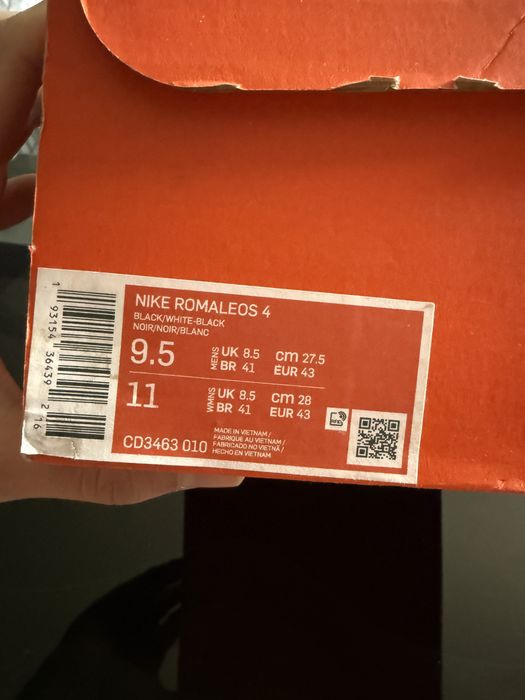 NIKE ROMALEOS 4
BLACK/WHITE-BLACK
NOIR/NOIR/BLANC
9.5 MENS UK 8.5 cm 27.5
BR 41 EUR 43
11 WMNS UK 8.5 cm 28
BR 41 EUR 43
CD3463 010
MADE IN VIETNAM /
FABRIQUE AU VIETNAM /
FABRICADO NO VIETNÃ /
HECHO EN VIETNAM
1 93154 36439 2 16